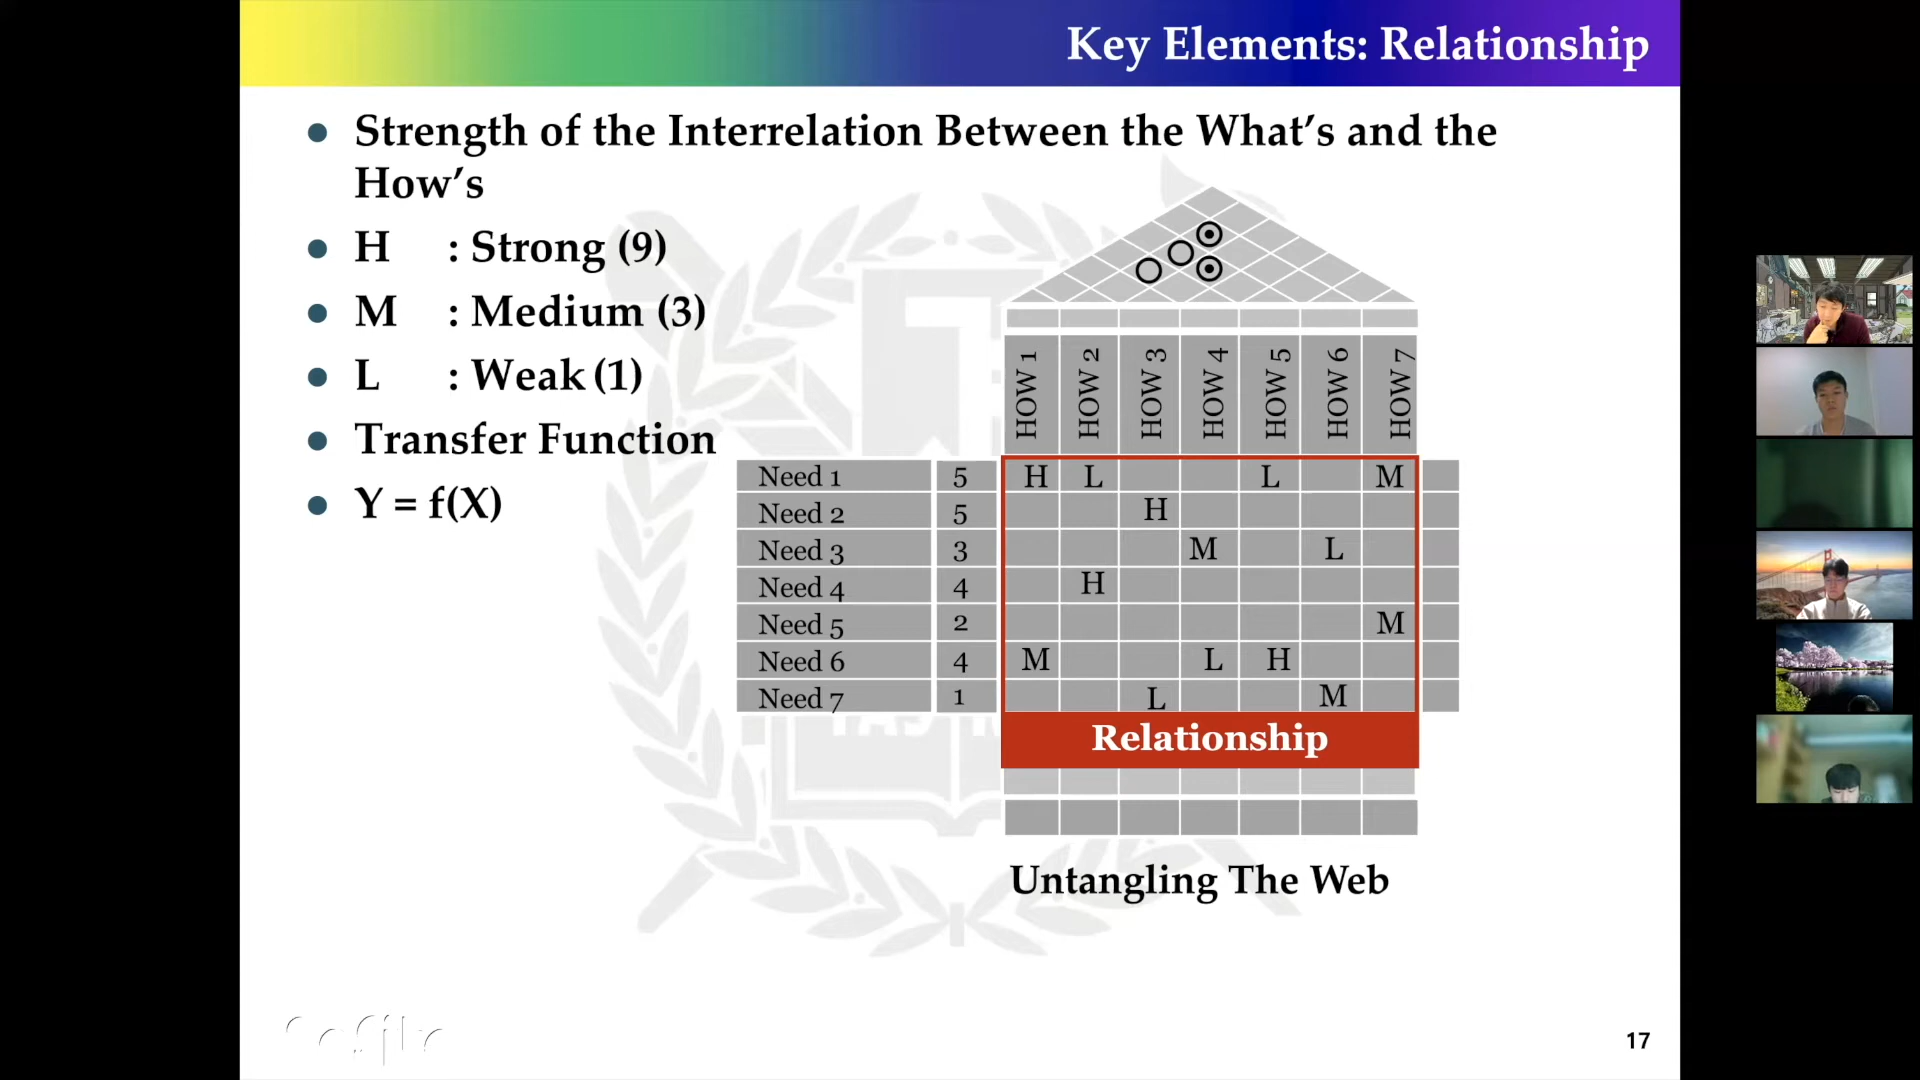 Key Elements: Relationship
● Strength of the Interrelation Between the What's and the
How's
● H : Strong (9)
● M : Medium (3)
● L : Weak (1)
● Transfer Function
● Y = f(X)
HOW 1 HOW 2 HOW 3 HOW 4 HOW 5 HOW 6 HOW 7
Need 1 5 H L L M
Need 2 5 H
Need 3 3 M L
Need 4 4 H
Need 5 2 M
Need 6 4 M L H
Need 7 1 L M
Relationship
Untangling The Web
17